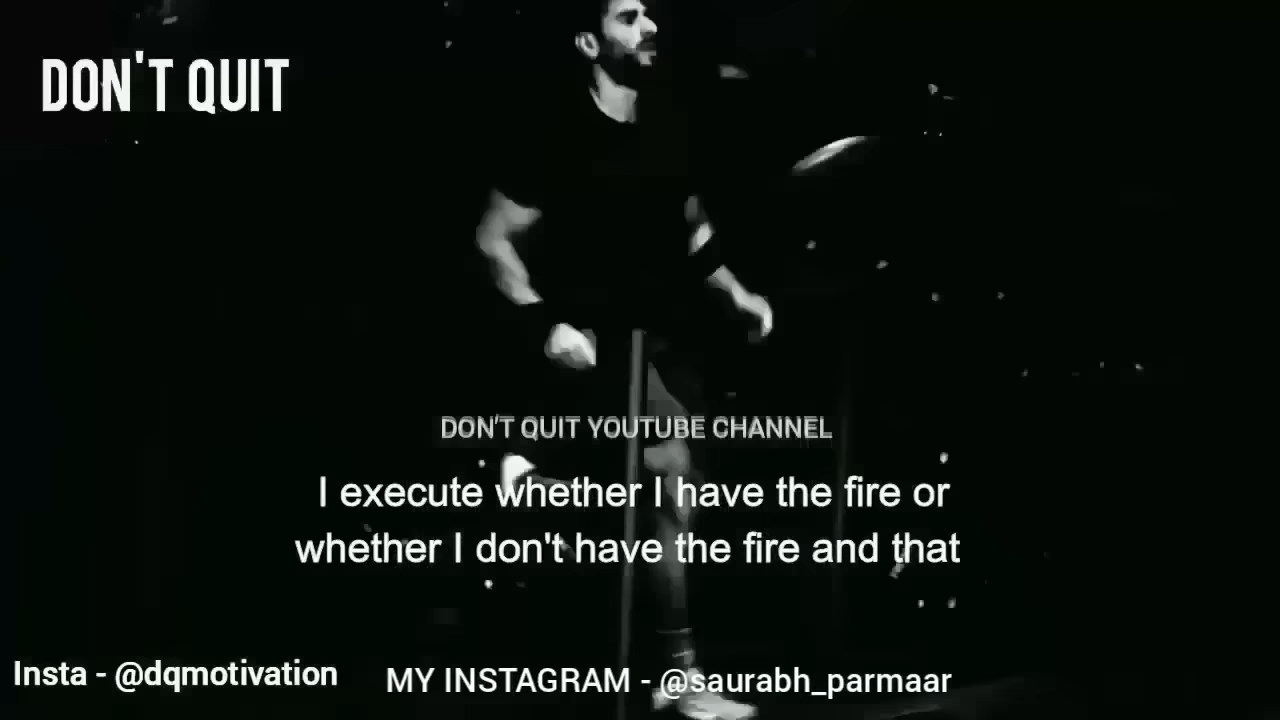 DON'T QUIT
DON'T QUIT YOUTUBE CHANNEL
I execute whether I have the fire or
whether I don't have the fire and that
Insta - @dqmotivation
MY INSTAGRAM - @saurabh_parmaar